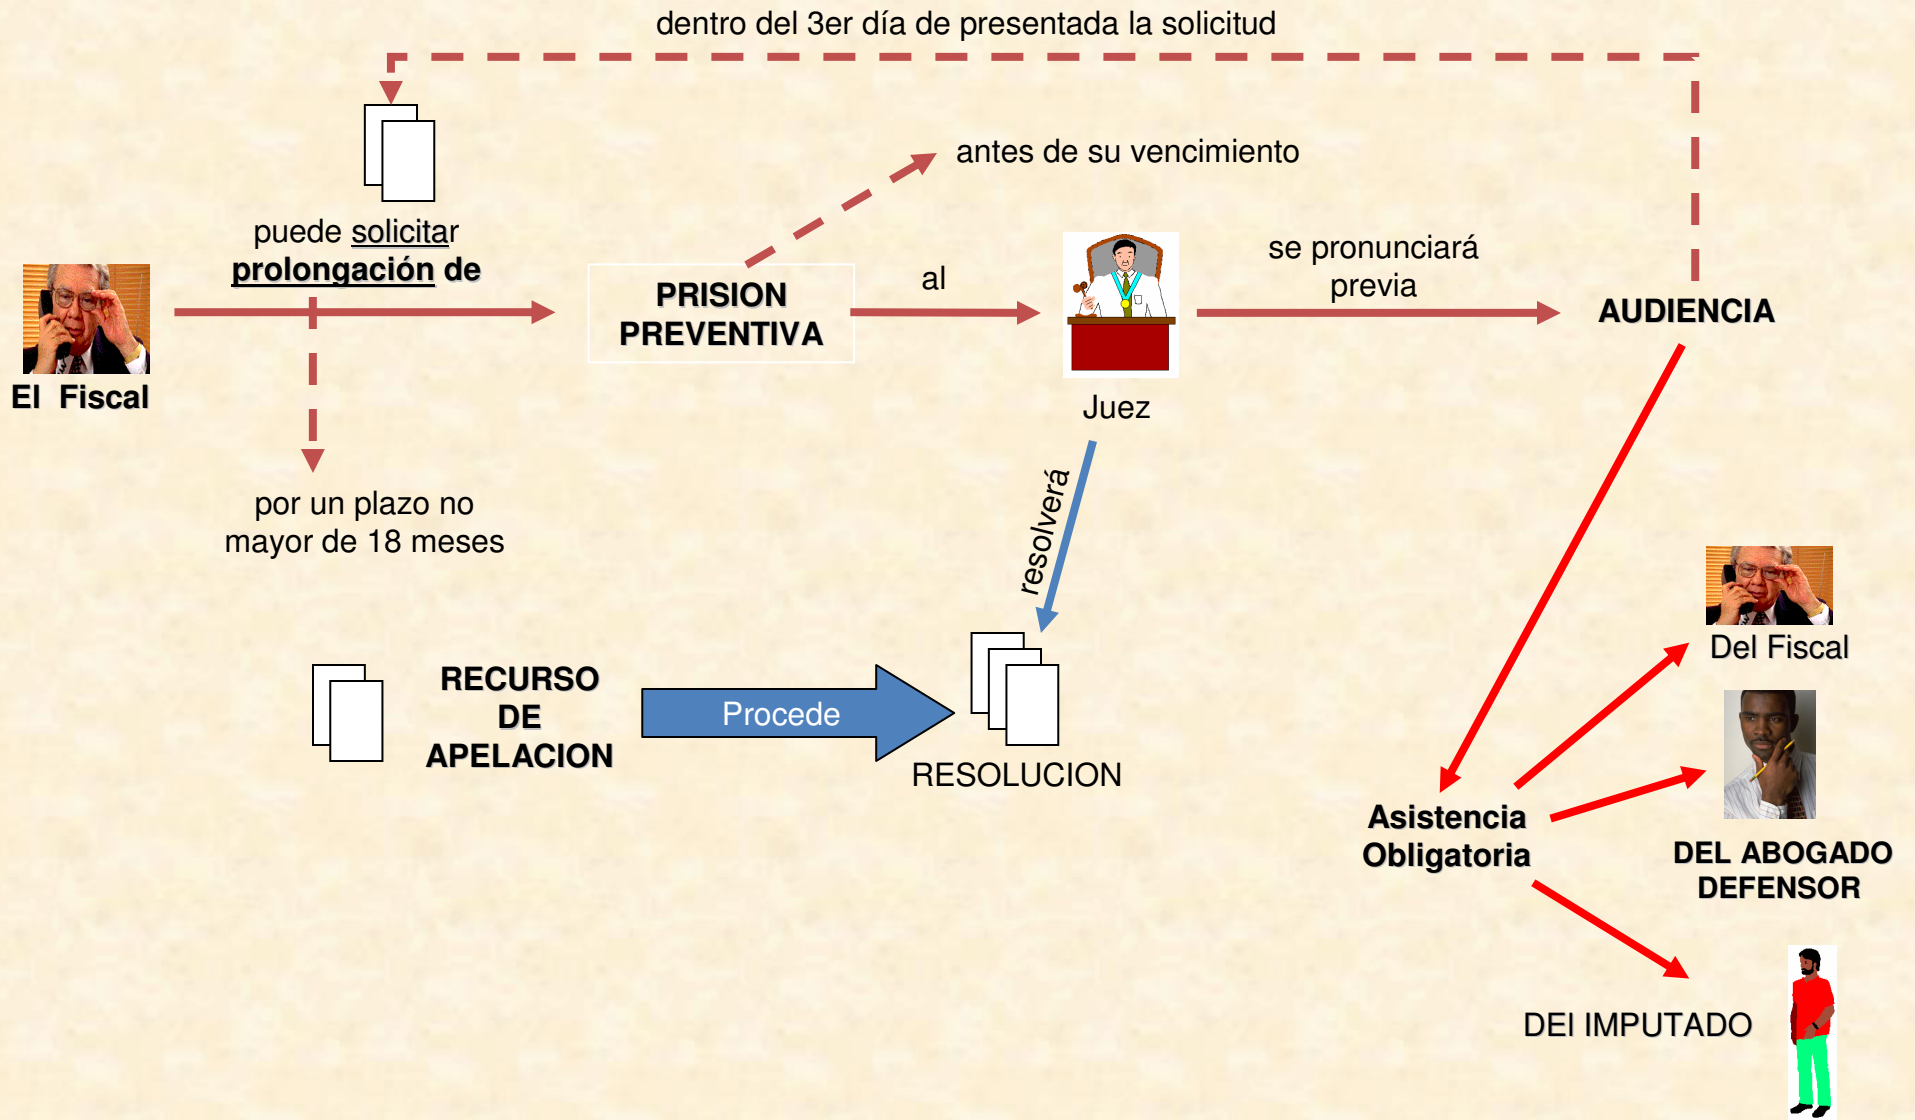 dentro del 3er día de presentada la solicitud
antes de su vencimiento
puede solicitar
prolongación de
El Fiscal
PRISION
PREVENTIVA
al
Juez
se pronunciará
previa
AUDIENCIA
por un plazo no
mayor de 18 meses
resolverá
RECURSO
DE
APELACION
Procede
RESOLUCION
Asistencia
Obligatoria
Del Fiscal
DEL ABOGADO
DEFENSOR
DEl IMPUTADO